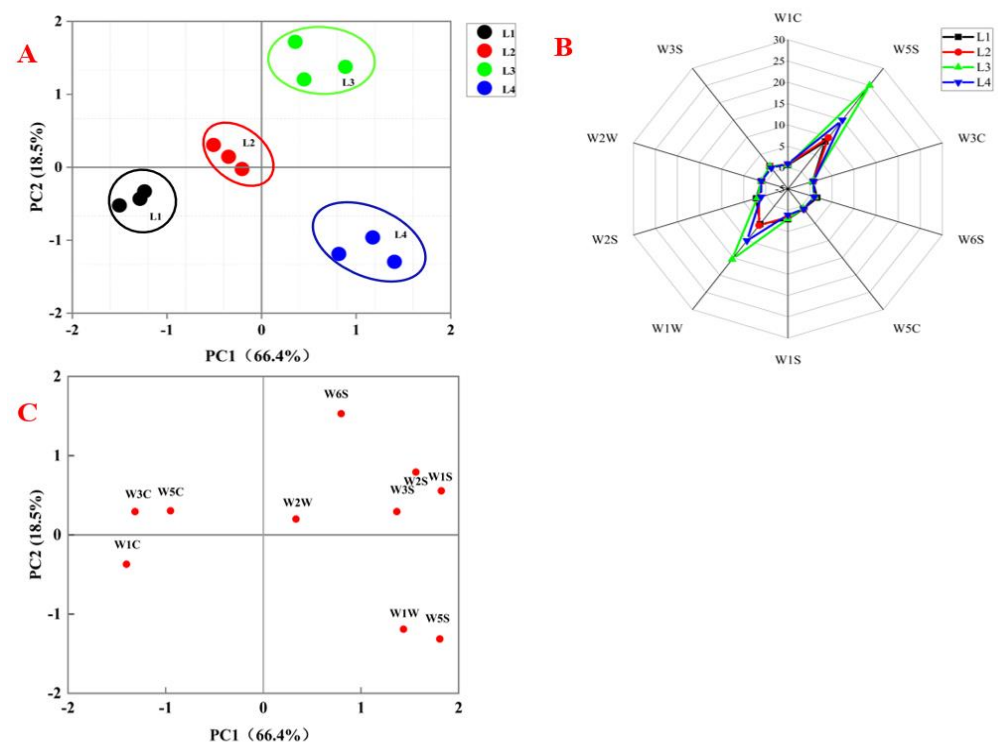 A
2
1
0
-1
-2
-2
-1
0
1
2
PC2 (18.5%)
PC1（66.4%）
L1
L2
L3
L4
L1
L2
L3
L4
B
W1C
W5S
W3C
W6S
W5C
W1S
W1W
W2S
W2W
W3S
30
25
20
15
10
5
0
-5
L1
L2
L3
L4
C
2
1
0
-1
-2
-2
-1
0
1
2
PC2 (18.5%)
PC1（66.4%）
W6S
W1S
W2S
W3S
W2W
W3C
W5C
W1C
W1W
W5S